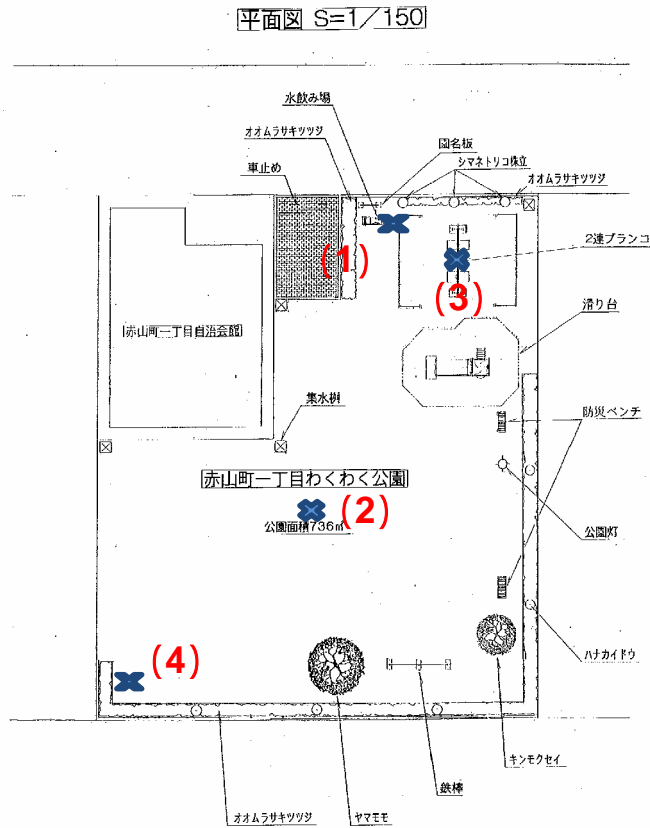 平面図 S=1/150
水飲み場
オオムラサキツツジ
園名板
シマネトリコ株立
車止め
オオムラサキツツジ
2連ブランコ
(1)
(3)
滑り台
赤山町一丁目自治会館
集水桝
防災ベンチ
赤山町一丁目わくわく公園
(2)
公園面積736㎡
公園灯
(4)
ハナカイドウ
キンモクセイ
鉄棒
オオムラサキツツジ
ヤマモモ